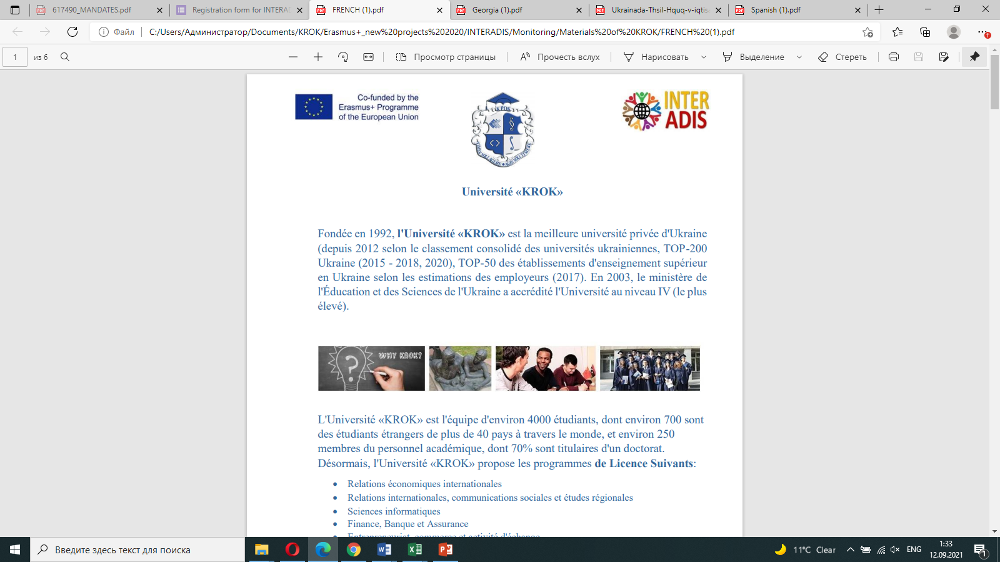 617490_MANDATES.pdf
Registration form for INTERAD
FRENCH (1).pdf
Georgia (1).pdf
Ukrainada-Thsil-Hquq-v-iqtisa
Spanish (1).pdf
Файл
C:/Users/Администратор/Documents/KROK/Erasmus+_new%20projects%202020/INTERADIS/Monitoring/Materials%20of%20KROK/FRENCH%20(1).pdf
1
из 6
Просмотр страницы
Прочесть вслух
Нарисовать
Выделение
Стереть
Co-funded by the
Erasmus+ Programme
of the European Union
КРОК
INTER
ADIS
Université «KROK»
Fondée en 1992, l'Université «KROK» est la meilleure université privée d'Ukraine
(depuis 2012 selon le classement consolidé des universités ukrainiennes, TOP-200
Ukraine (2015 - 2018, 2020), TOP-50 des établissements d'enseignement supérieur
en Ukraine selon les estimations des employeurs (2017). En 2003, le ministère de
l'Éducation et des Sciences de l'Ukraine a accrédité l'Université au niveau IV (le plus
élevé).
WHY KROK?
L'Université «KROK» est l'équipe d'environ 4000 étudiants, dont environ 700 sont
des étudiants étrangers de plus de 40 pays à travers le monde, et environ 250
membres du personnel académique, dont 70% sont titulaires d'un doctorat.
Désormais, l'Université «KROK» propose les programmes de Licence Suivants:
• Relations économiques internationales
• Relations internationales, communications sociales et études régionales
• Sciences informatiques
• Finance, Banque et Assurance
• Entrepreneuriat, commerce et activité d'échange
Введите здесь текст для поиска
11°C Clear
ENG
1:33
12.09.2021
1